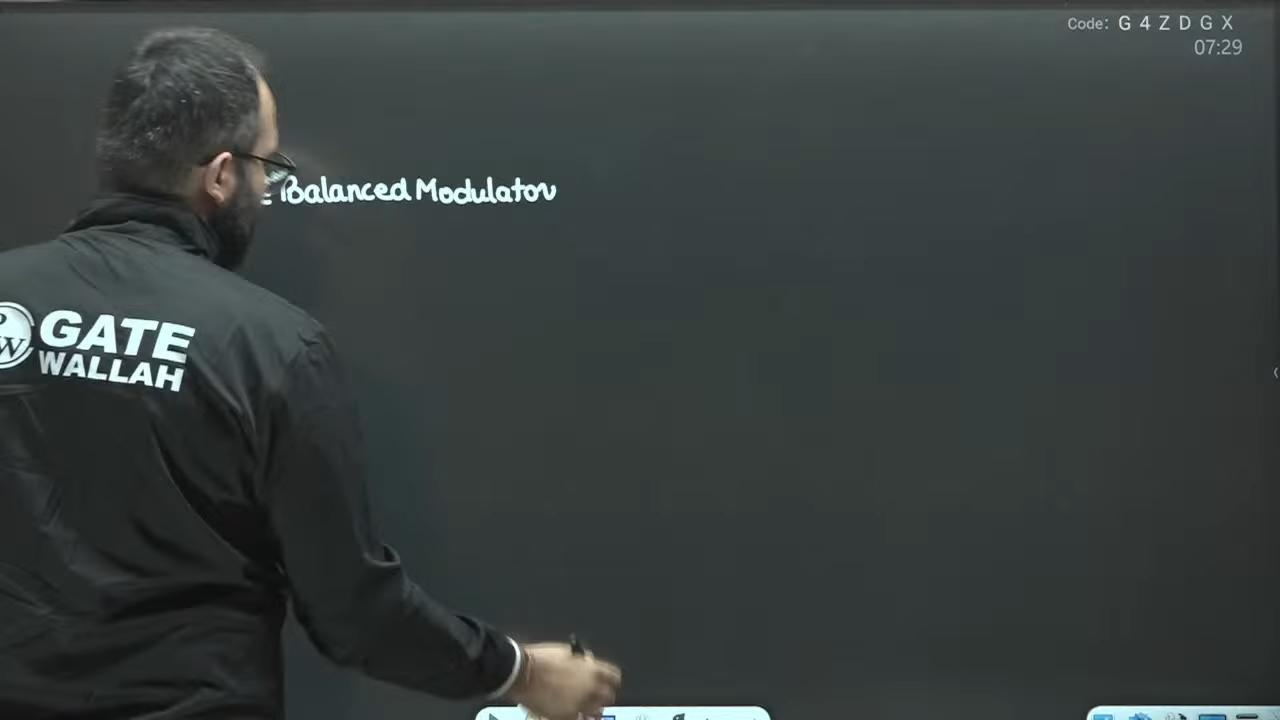 Code: G 4 Z D G X
07:29
Balanced Modulator
P
W
GATE
WALLAH